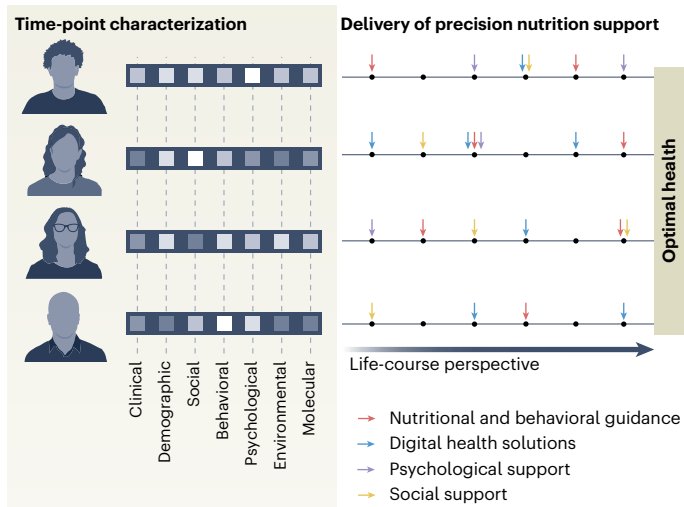 Time-point characterization
Delivery of precision nutrition support
Optimal health
Clinical
Demographic
Social
Behavioral
Psychological
Environmental
Molecular
Life-course perspective
Nutritional and behavioral guidance
Digital health solutions
Psychological support
Social support